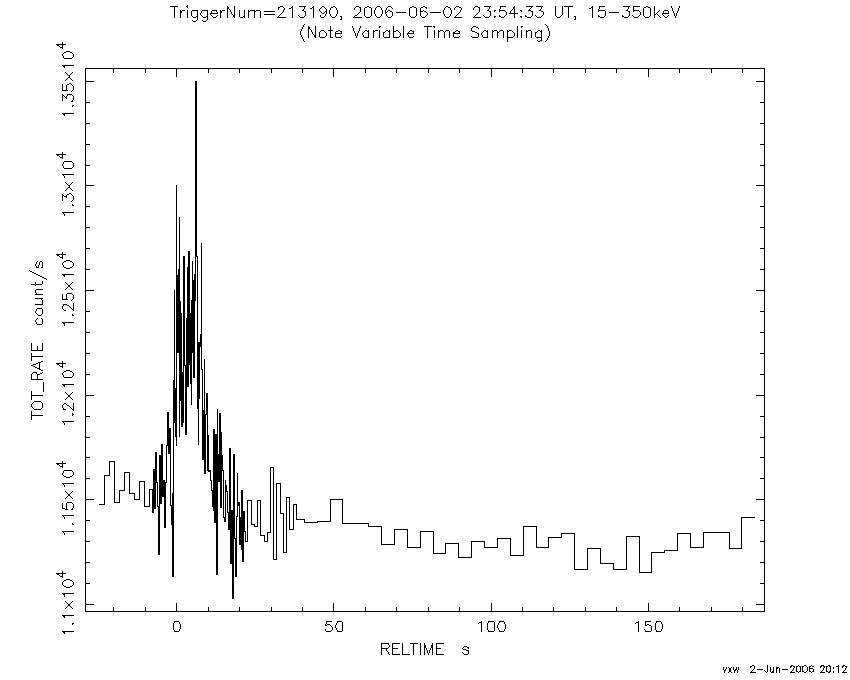 TriggerNum=213190, 2006-06-02 23:54:33 UT, 15-350keV
(Note Variable Time Sampling)
1.35×10⁴
1.3×10⁴
1.25×10⁴
1.2×10⁴
1.15×10⁴
1.1×10⁴
TOT_RATE count/s
0 50 100 150
RELTIME s
vxw 2-Jun-2006 20:12